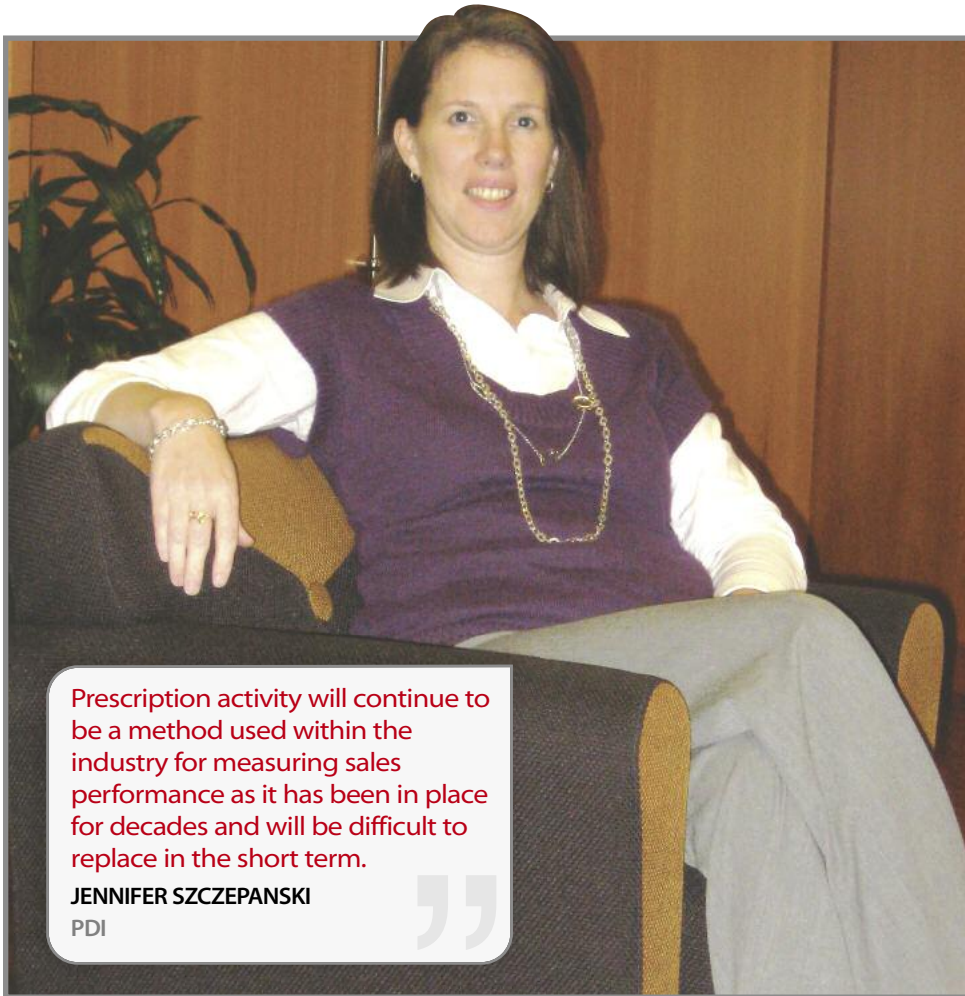 Prescription activity will continue to
be a method used within the
industry for measuring sales
performance as it has been in place
for decades and will be difficult to
replace in the short term.
JENNIFER SZCZEPANSKI
PDI
”